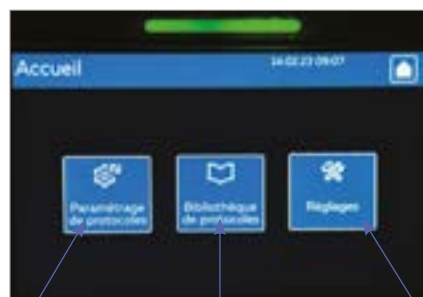 Accueil
14.02.23 09:07
Paramétrage
de protocoles
Bibliothèque
de protocoles
Réglages